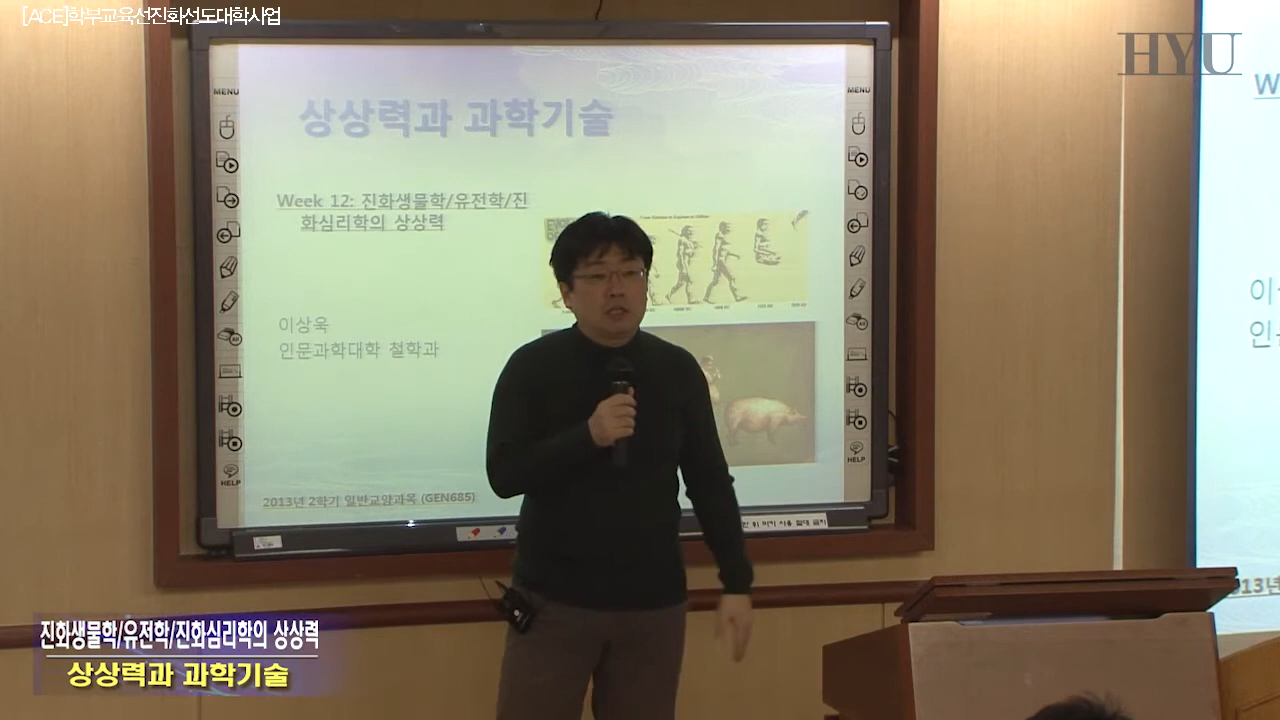 [ACE]학부교육선진화선도대학사업
HYU
MENU
MENU
상상력과 과학기술
Week 12: 진화생물학/유전학/진
화심리학의 상상력
이상욱
인문과학대학 철학과
2013년 2학기 일반교양과목 (GEN685)
HELP
HELP
진화생물학/유전학/진화심리학의 상상력
상상력과 과학기술